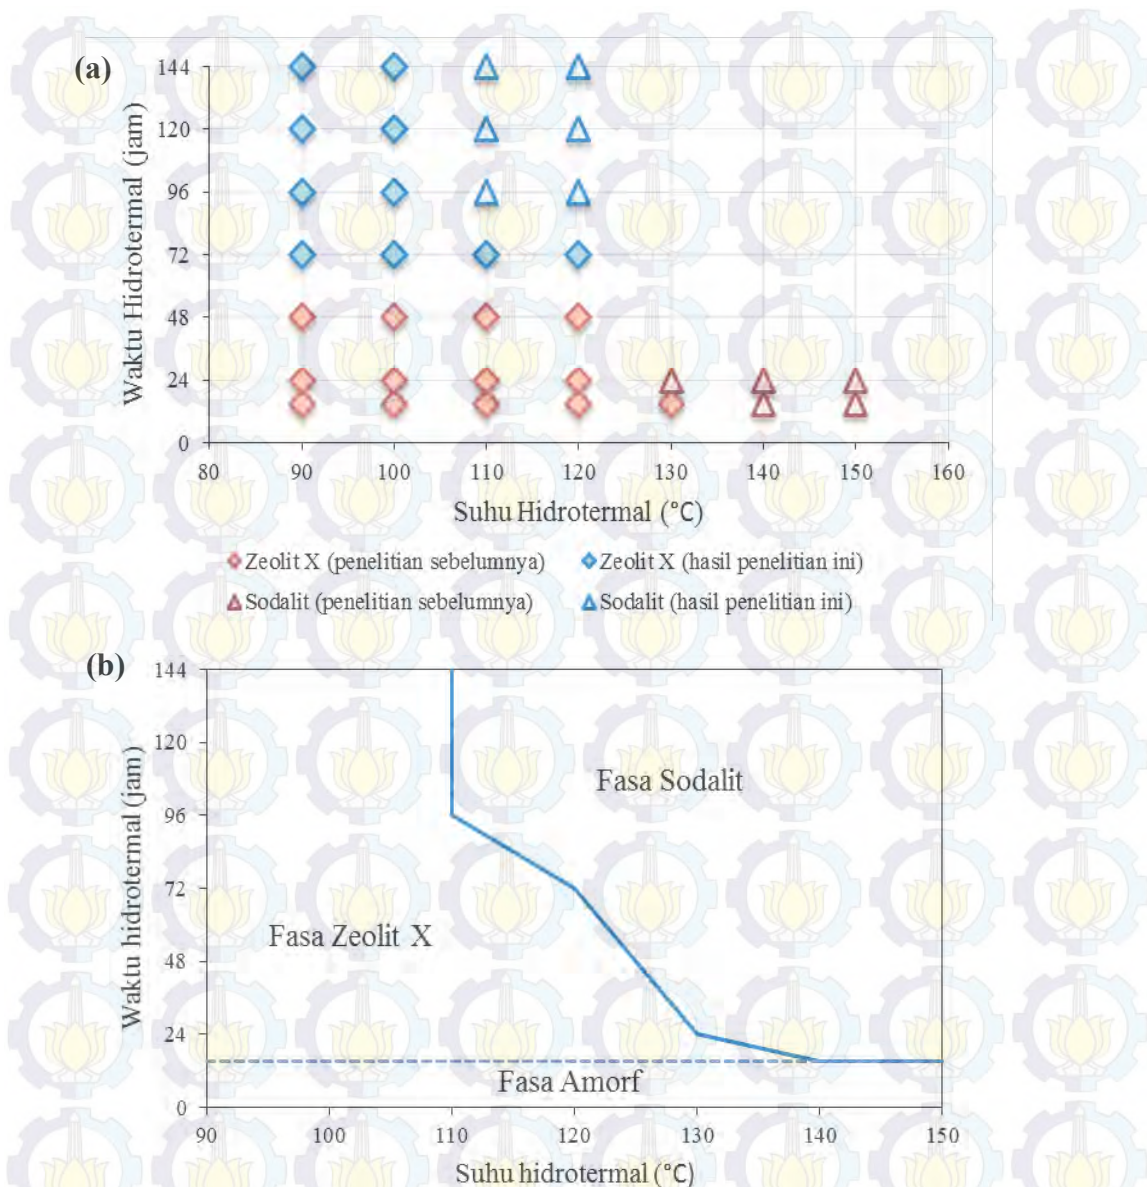 (a)
144
120
96
72
48
24
0
Waktu Hidrotermal (jam)
80 90 100 110 120 130 140 150 160
Suhu Hidrotermal (°C)
Zeolit X (penelitian sebelumnya) Zeolit X (hasil penelitian ini)
Sodalit (penelitian sebelumnya) Sodalit (hasil penelitian ini)
(b)
144
120
96
72
48
24
0
Waktu hidrotermal (jam)
Fasa Sodalit
Fasa Zeolit X
Fasa Amorf
90 100 110 120 130 140 150
Suhu hidrotermal (°C)